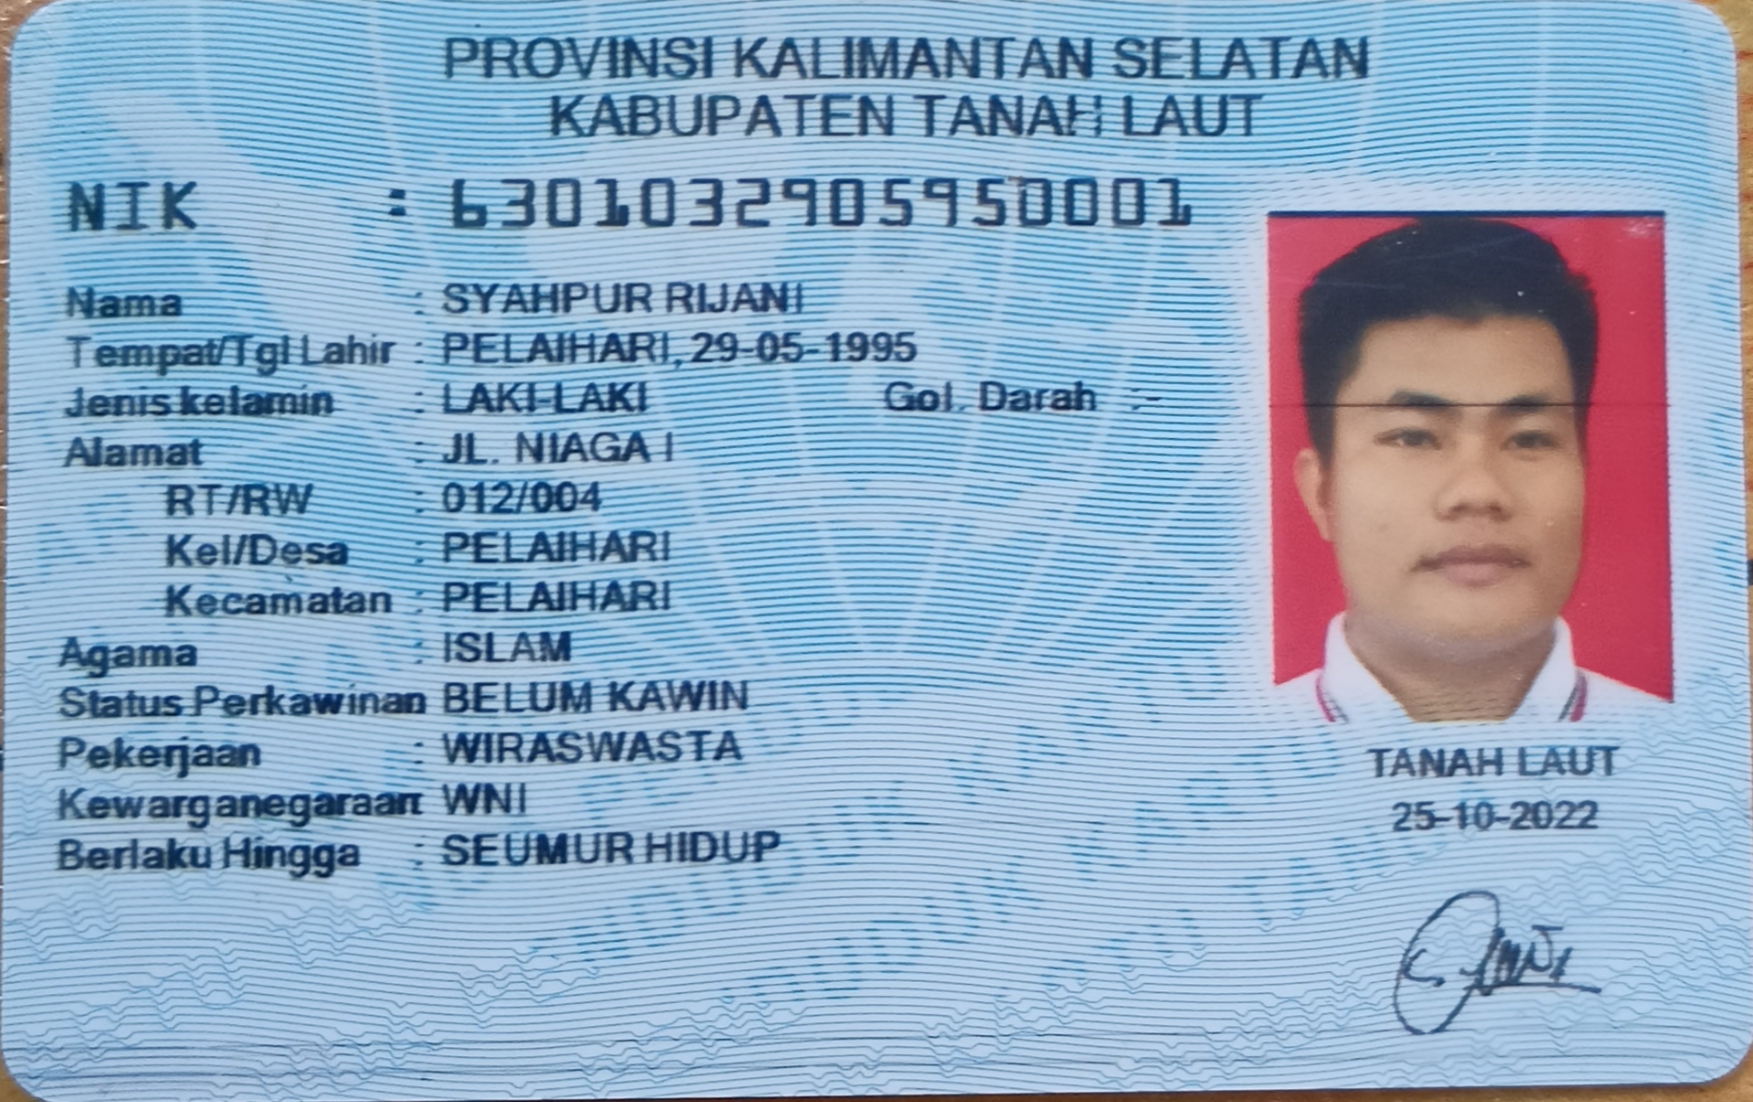 PROVINSI KALIMANTAN SELATAN
KABUPATEN TANAH LAUT
NIK : 6301032905950001
Nama : SYAHPUR RIJANI
Tempat/Tgl Lahir : PELAIHARI, 29-05-1995
Jenis kelamin : LAKI-LAKI Gol. Darah :-
Alamat : JL. NIAGA I
RT/RW : 012/004
Kel/Desa : PELAIHARI
Kecamatan : PELAIHARI
Agama : ISLAM
Status Perkawinan BELUM KAWIN
Pekerjaan : WIRASWASTA
Kewarganegaraan WNI
Berlaku Hingga : SEUMUR HIDUP
TANAH LAUT
25-10-2022